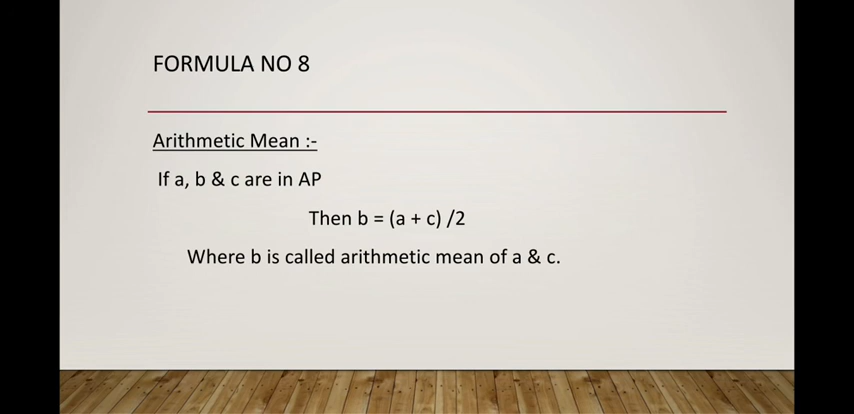 FORMULA NO 8
Arithmetic Mean :-
If a, b & c are in AP
Then b = (a + c) /2
Where b is called arithmetic mean of a & c.